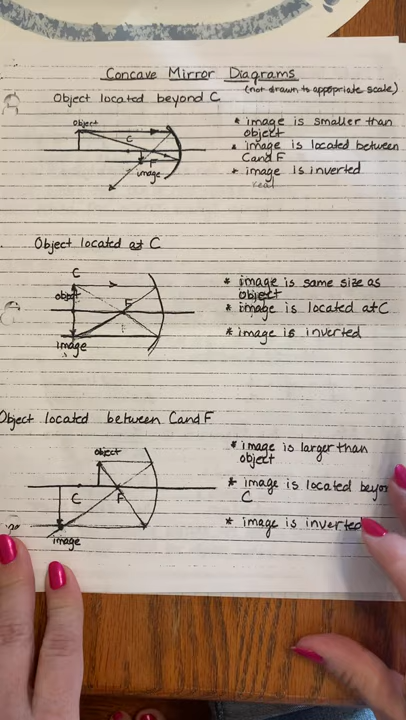 Concave Mirror Diagrams
(not drawn to appropriate scale)
Object located beyond C
object
C
F
image
* image is smaller than
object
* image is located between
C and F
* image is inverted
real
Object located at C
C
object
F
image
* image is same size as
object
* image is located at C
* image is inverted
Object located between C and F
object
C
F
image
* image is larger than
object
* image is located beyon
C
* image is inverted